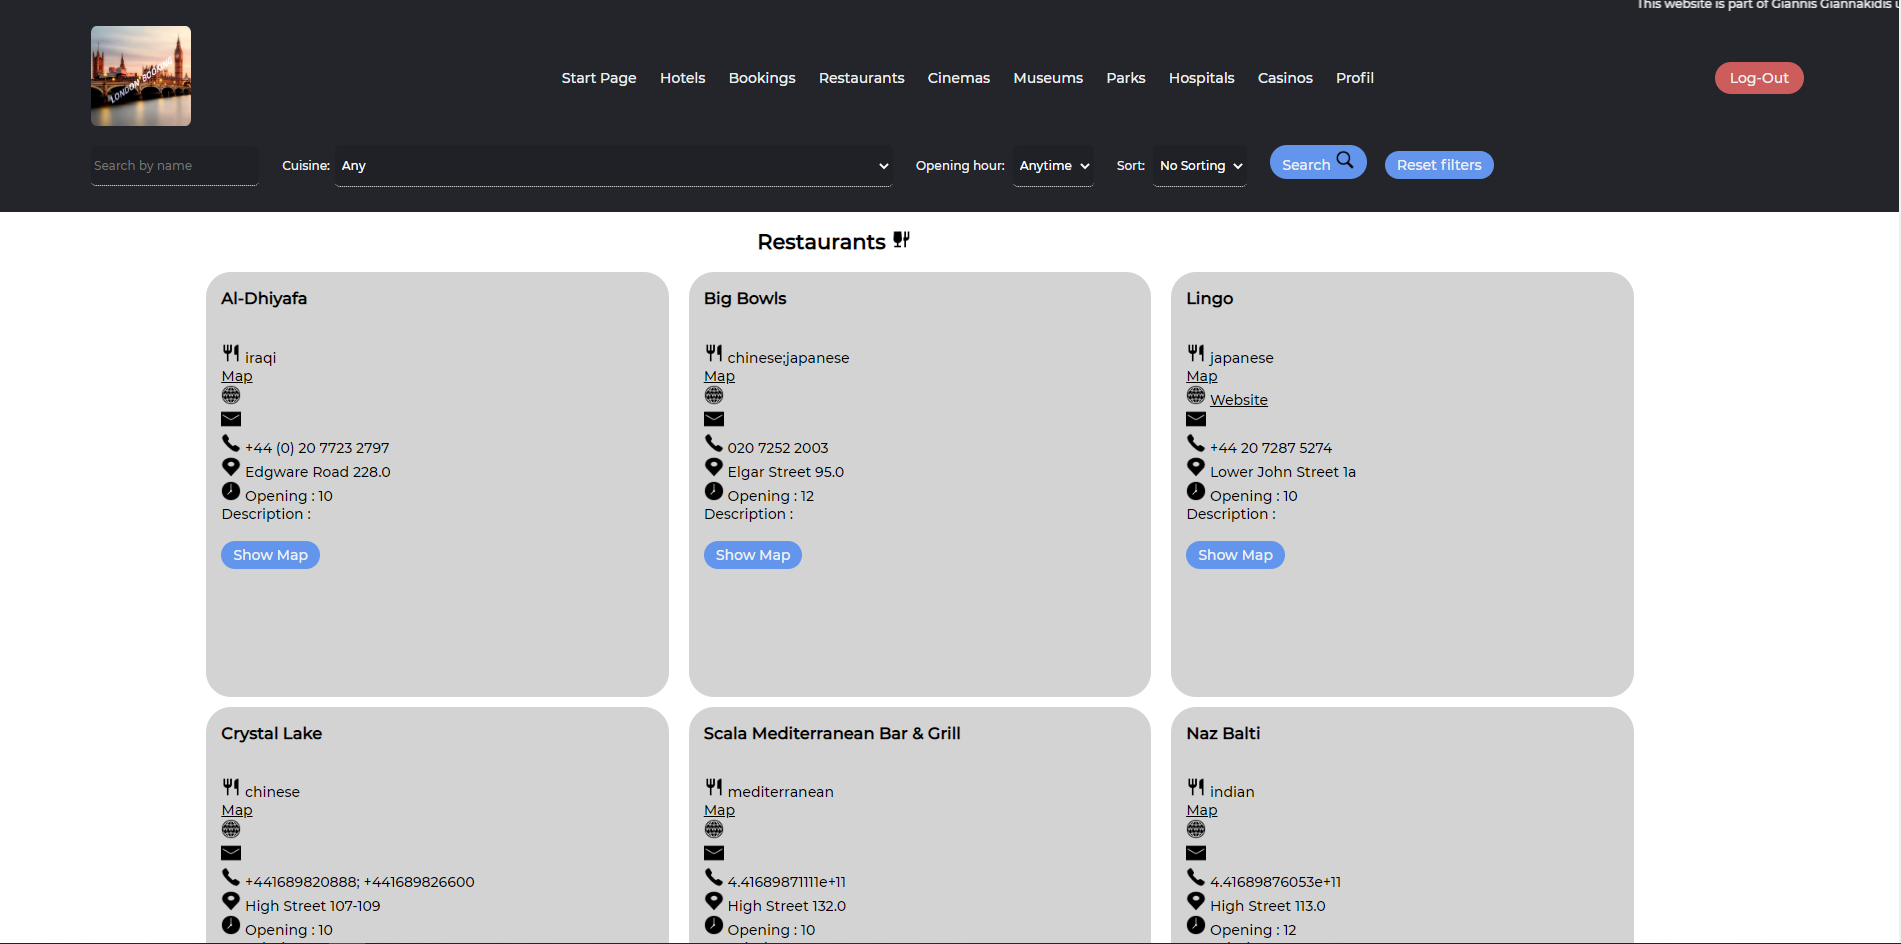 This website is part of Giannis Giannakidis
LONDON BOOKING
Start Page Hotels Bookings Restaurants Cinemas Museums Parks Hospitals Casinos Profil
Log-Out
Search by name Cuisine: Any Opening hour: Anytime Sort: No Sorting Search Reset filters
Restaurants
Al-Dhiyafa
iraqi
Map
+44 (0) 20 7723 2797
Edgware Road 228.0
Opening : 10
Description :
Show Map
Big Bowls
chinese;japanese
Map
020 7252 2003
Elgar Street 95.0
Opening : 12
Description :
Show Map
Lingo
japanese
Map
Website
+44 20 7287 5274
Lower John Street 1a
Opening : 10
Description :
Show Map
Crystal Lake
chinese
Map
+441689820888; +441689826600
High Street 107-109
Opening : 10
Scala Mediterranean Bar & Grill
mediterranean
Map
4.41689871111e+11
High Street 132.0
Opening : 10
Naz Balti
indian
Map
4.41689876053e+11
High Street 113.0
Opening : 12